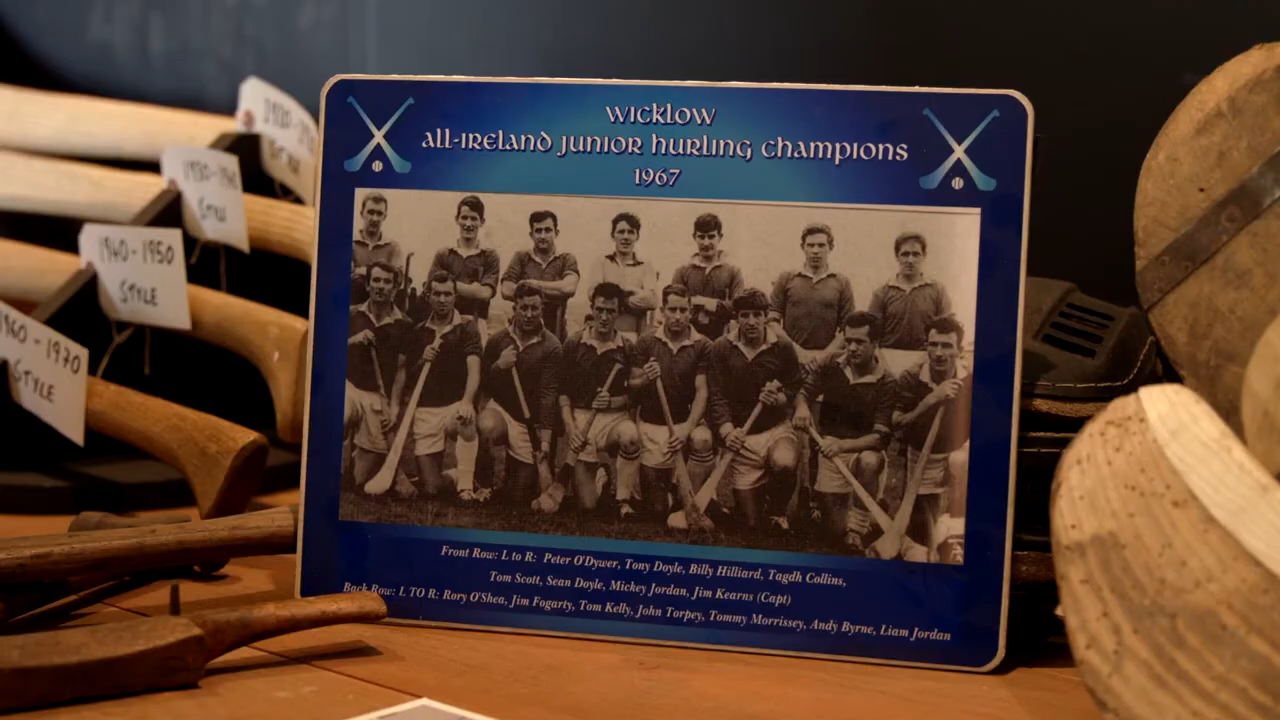 WICKLOW
ALL-IRELAND JUNIOR HURLING CHAMPIONS
1967
Front Row: L to R: Peter O'Dywer, Tony Doyle, Billy Hilliard, Tagdh Collins,
Tom Scott, Sean Doyle, Mickey Jordan, Jim Kearns (Capt)
Back Row: L TO R: Rory O'Shea, Jim Fogarty, Tom Kelly, John Torpey, Tommy Morrissey, Andy Byrne, Liam Jordan
STYLE
1940-1950
STYLE
1960-1970
STYLE